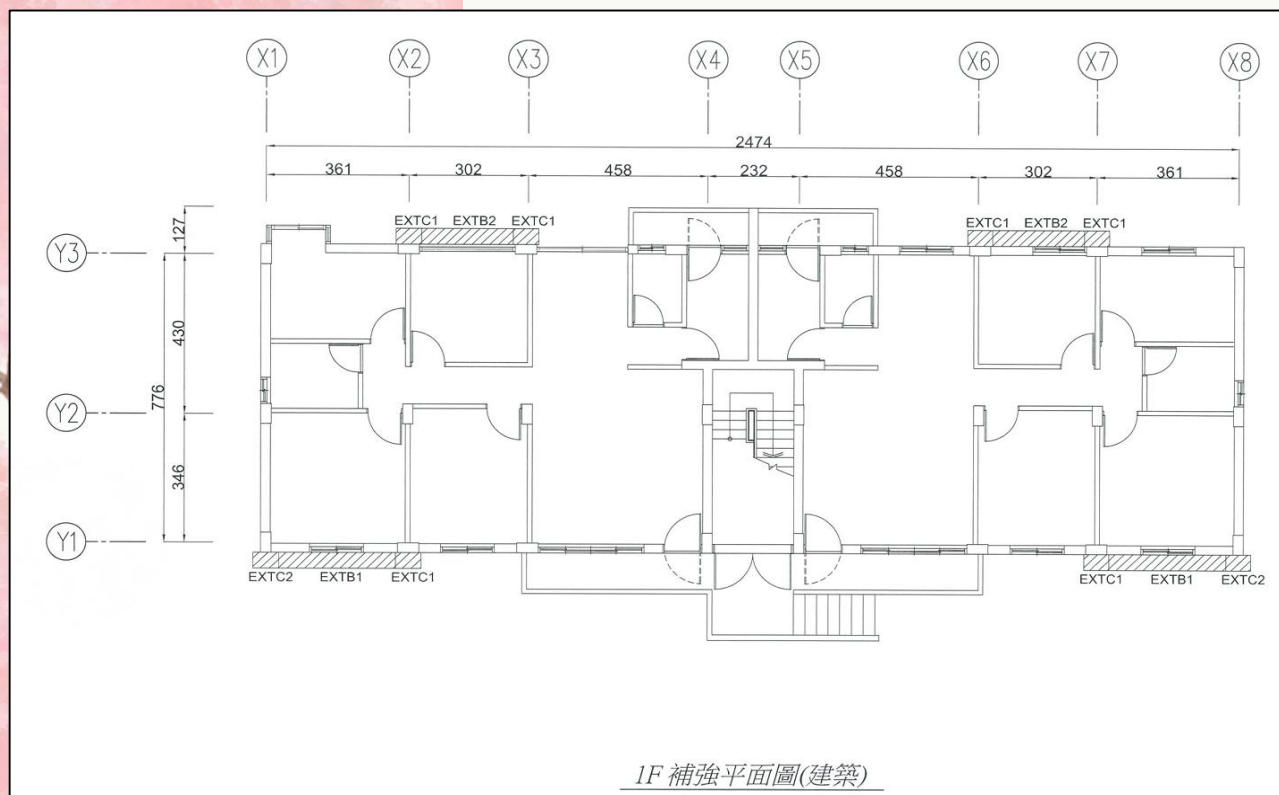 X1 X2 X3 X4 X5 X6 X7 X8
2474
361 302 458 232 458 302 361
127
EXTC1 EXTB2 EXTC1
EXTC1 EXTB2 EXTC1
Y3
430
776
Y2
346
Y1
EXTC2 EXTB1 EXTC1
EXTC1 EXTB1 EXTC2
1F 補強平面圖(建築)